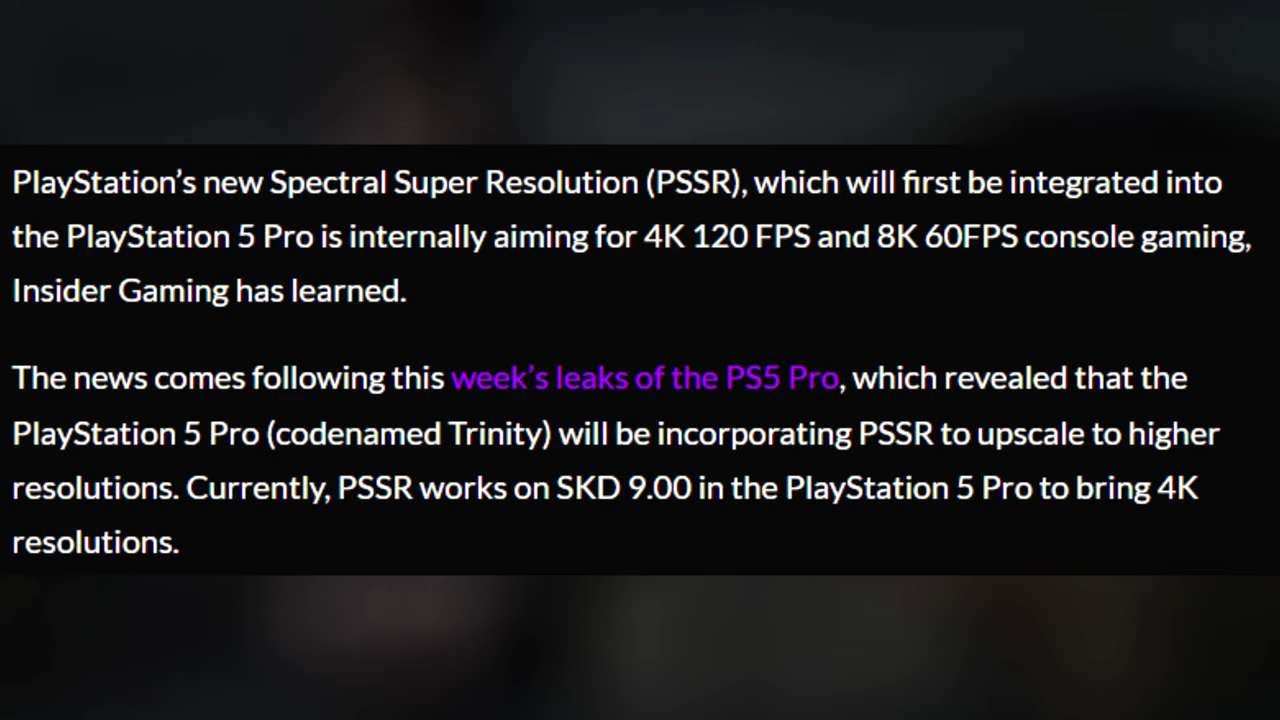 PlayStation’s new Spectral Super Resolution (PSSR), which will first be integrated into
the PlayStation 5 Pro is internally aiming for 4K 120 FPS and 8K 60FPS console gaming,
Insider Gaming has learned.
The news comes following this week’s leaks of the PS5 Pro, which revealed that the
PlayStation 5 Pro (codenamed Trinity) will be incorporating PSSR to upscale to higher
resolutions. Currently, PSSR works on SKD 9.00 in the PlayStation 5 Pro to bring 4K
resolutions.